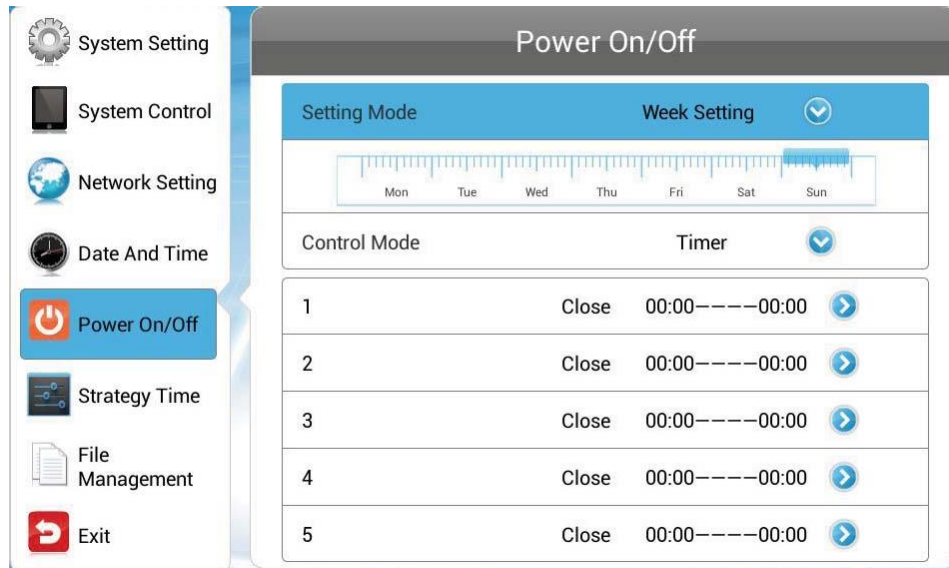 System Setting
System Control
Network Setting
Date And Time
Power On/Off
Strategy Time
File
Management
Exit
Power On/Off
Setting Mode Week Setting
Mon Tue Wed Thu Fri Sat Sun
Control Mode Timer
1 Close 00:00----00:00
2 Close 00:00----00:00
3 Close 00:00----00:00
4 Close 00:00----00:00
5 Close 00:00----00:00